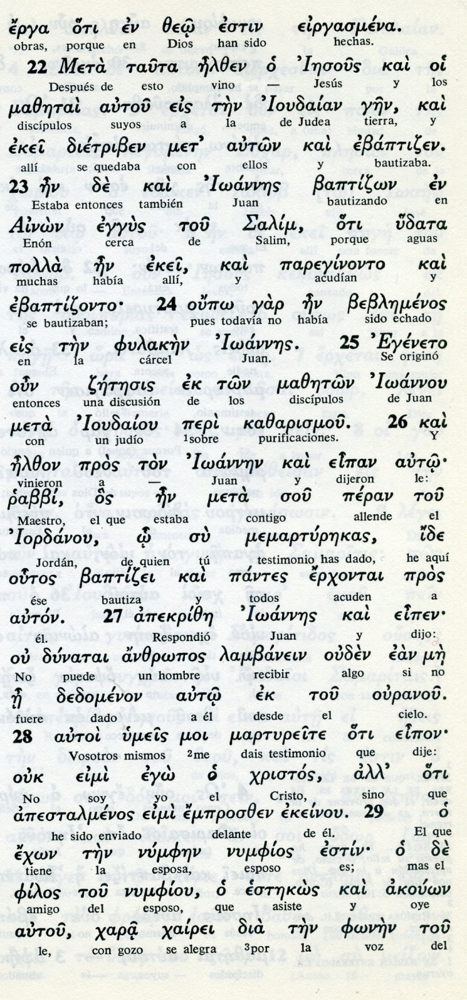 ἔργα ὅτι ἐν θεῷ ἐστιν εἰργασμένα.
obras, porque en Dios han sido hechas.
22 Μετὰ ταῦτα ἦλθεν ὁ Ἰησοῦς καὶ οἱ
Después de esto vino — Jesús y los
μαθηταὶ αὐτοῦ εἰς τὴν Ἰουδαίαν γῆν, καὶ
discípulos suyos a la de Judea tierra, y
ἐκεῖ διέτριβεν μετ’ αὐτῶν καὶ ἐβάπτιζεν.
allí se quedaba con ellos y bautizaba.
23 ἦν δὲ καὶ Ἰωάννης βαπτίζων ἐν
Estaba entonces también Juan bautizando en
Αἰνὼν ἐγγὺς τοῦ Σαλίμ, ὅτι ὕδατα
Enón cerca de Salim, porque aguas
πολλὰ ἦν ἐκεῖ, καὶ παρεγίνοντο καὶ
muchas había allí, y acudían y
ἐβαπτίζοντο· 24 οὔπω γὰρ ἦν βεβλημένος
se bautizaban; pues todavía no había sido echado
εἰς τὴν φυλακὴν Ἰωάννης. 25 Ἐγένετο
en la cárcel Juan. Se originó
οὖν ζήτησις ἐκ τῶν μαθητῶν Ἰωάννου
entonces una discusión de los discípulos de Juan
μετὰ Ἰουδαίου περὶ καθαρισμοῦ. 26 καὶ
con un judío 1sobre purificaciones. Y
ἦλθον πρὸς τὸν Ἰωάννην καὶ εἶπαν αὐτῷ·
vinieron a — Juan y dijeron le:
ῥαββί, ὃς ἦν μετὰ σοῦ πέραν τοῦ
Maestro, el que estaba contigo allende el
Ἰορδάνου, ᾧ σὺ μεμαρτύρηκας, ἴδε
Jordán, de quien tú testimonio has dado, he aquí
οὗτος βαπτίζει καὶ πάντες ἔρχονται πρὸς
ése bautiza y todos acuden a
αὐτόν. 27 ἀπεκρίθη Ἰωάννης καὶ εἶπεν·
él. Respondió Juan y dijo:
οὐ δύναται ἄνθρωπος λαμβάνειν οὐδὲν ἐὰν μὴ
No puede un hombre recibir algo si no
ᾖ δεδομένον αὐτῷ ἐκ τοῦ οὐρανοῦ.
fuere dado a él desde el cielo.
28 αὐτοὶ ὑμεῖς μοι μαρτυρεῖτε ὅτι εἶπον·
Vosotros mismos 2me dais testimonio que dije:
οὐκ εἰμὶ ἐγὼ ὁ χριστός, ἀλλ’ ὅτι
No soy yo el Cristo, sino que
ἀπεσταλμένος εἰμὶ ἔμπροσθεν ἐκείνου. 29 ὁ
he sido enviado delante de él. El que
ἔχων τὴν νύμφην νυμφίος ἐστίν· ὁ δὲ
tiene la esposa, esposo es; mas el
φίλος τοῦ νυμφίου, ὁ ἑστηκὼς καὶ ἀκούων
amigo del esposo, que asiste y oye
αὐτοῦ, χαρᾷ χαίρει διὰ τὴν φωνὴν τοῦ
le, con gozo se alegra 3por la voz del